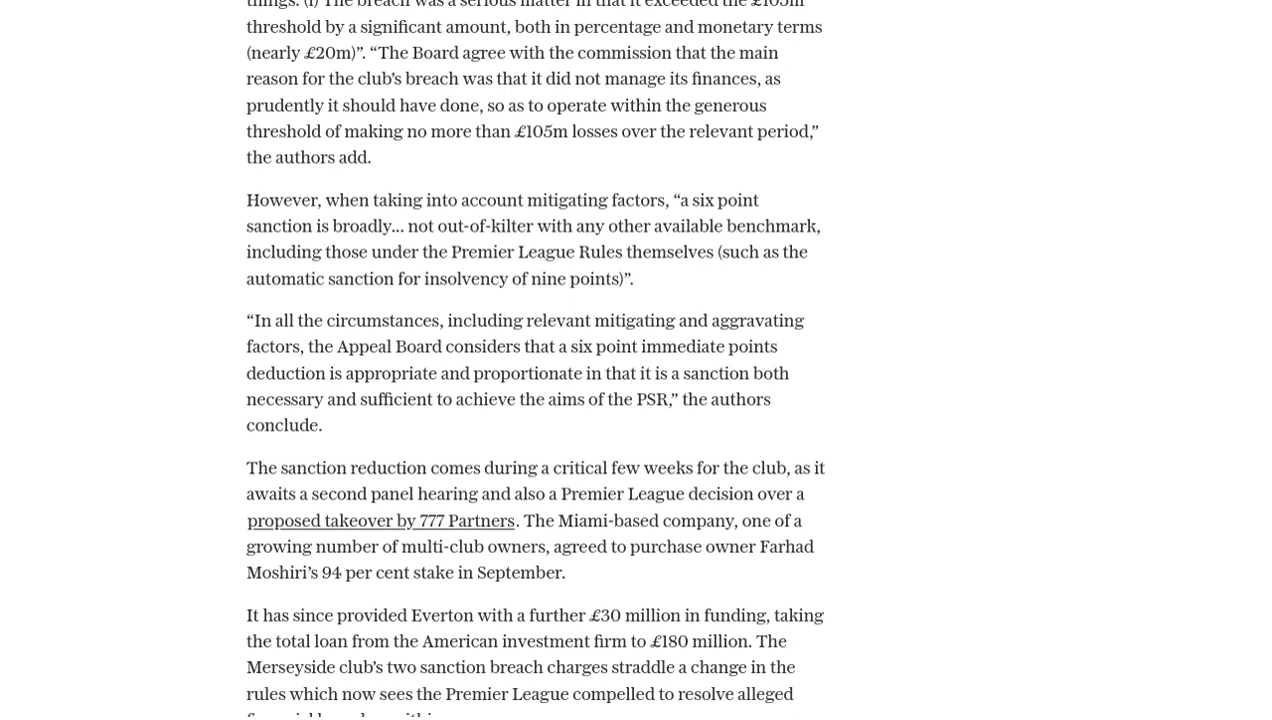 things: (i) The breach was a serious matter in that it exceeded the £105m
threshold by a significant amount, both in percentage and monetary terms
(nearly £20m)”. “The Board agree with the commission that the main
reason for the club’s breach was that it did not manage its finances, as
prudently it should have done, so as to operate within the generous
threshold of making no more than £105m losses over the relevant period,”
the authors add.
However, when taking into account mitigating factors, “a six point
sanction is broadly... not out-of-kilter with any other available benchmark,
including those under the Premier League Rules themselves (such as the
automatic sanction for insolvency of nine points)”.
“In all the circumstances, including relevant mitigating and aggravating
factors, the Appeal Board considers that a six point immediate points
deduction is appropriate and proportionate in that it is a sanction both
necessary and sufficient to achieve the aims of the PSR,” the authors
conclude.
The sanction reduction comes during a critical few weeks for the club, as it
awaits a second panel hearing and also a Premier League decision over a
proposed takeover by 777 Partners. The Miami-based company, one of a
growing number of multi-club owners, agreed to purchase owner Farhad
Moshiri’s 94 per cent stake in September.
It has since provided Everton with a further £30 million in funding, taking
the total loan from the American investment firm to £180 million. The
Merseyside club’s two sanction breach charges straddle a change in the
rules which now sees the Premier League compelled to resolve alleged